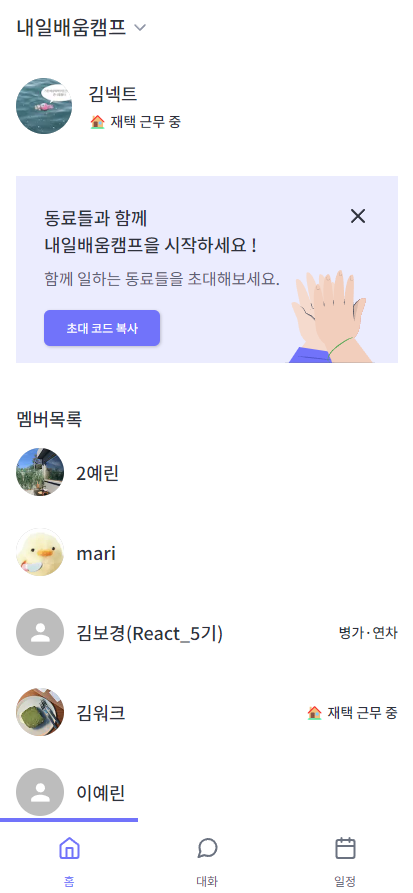 내일배움캠프
김넥트
재택 근무 중
동료들과 함께
내일배움캠프을 시작하세요 !
함께 일하는 동료들을 초대해보세요.
초대 코드 복사
멤버목록
2예린
mari
김보경(React_5기)
병가·연차
김워크
재택 근무 중
이예린
홈
대화
일정